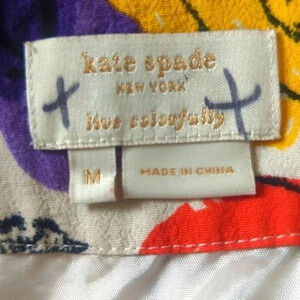 kate spade
NEW YORK
live colorfully
M
MADE IN CHINA